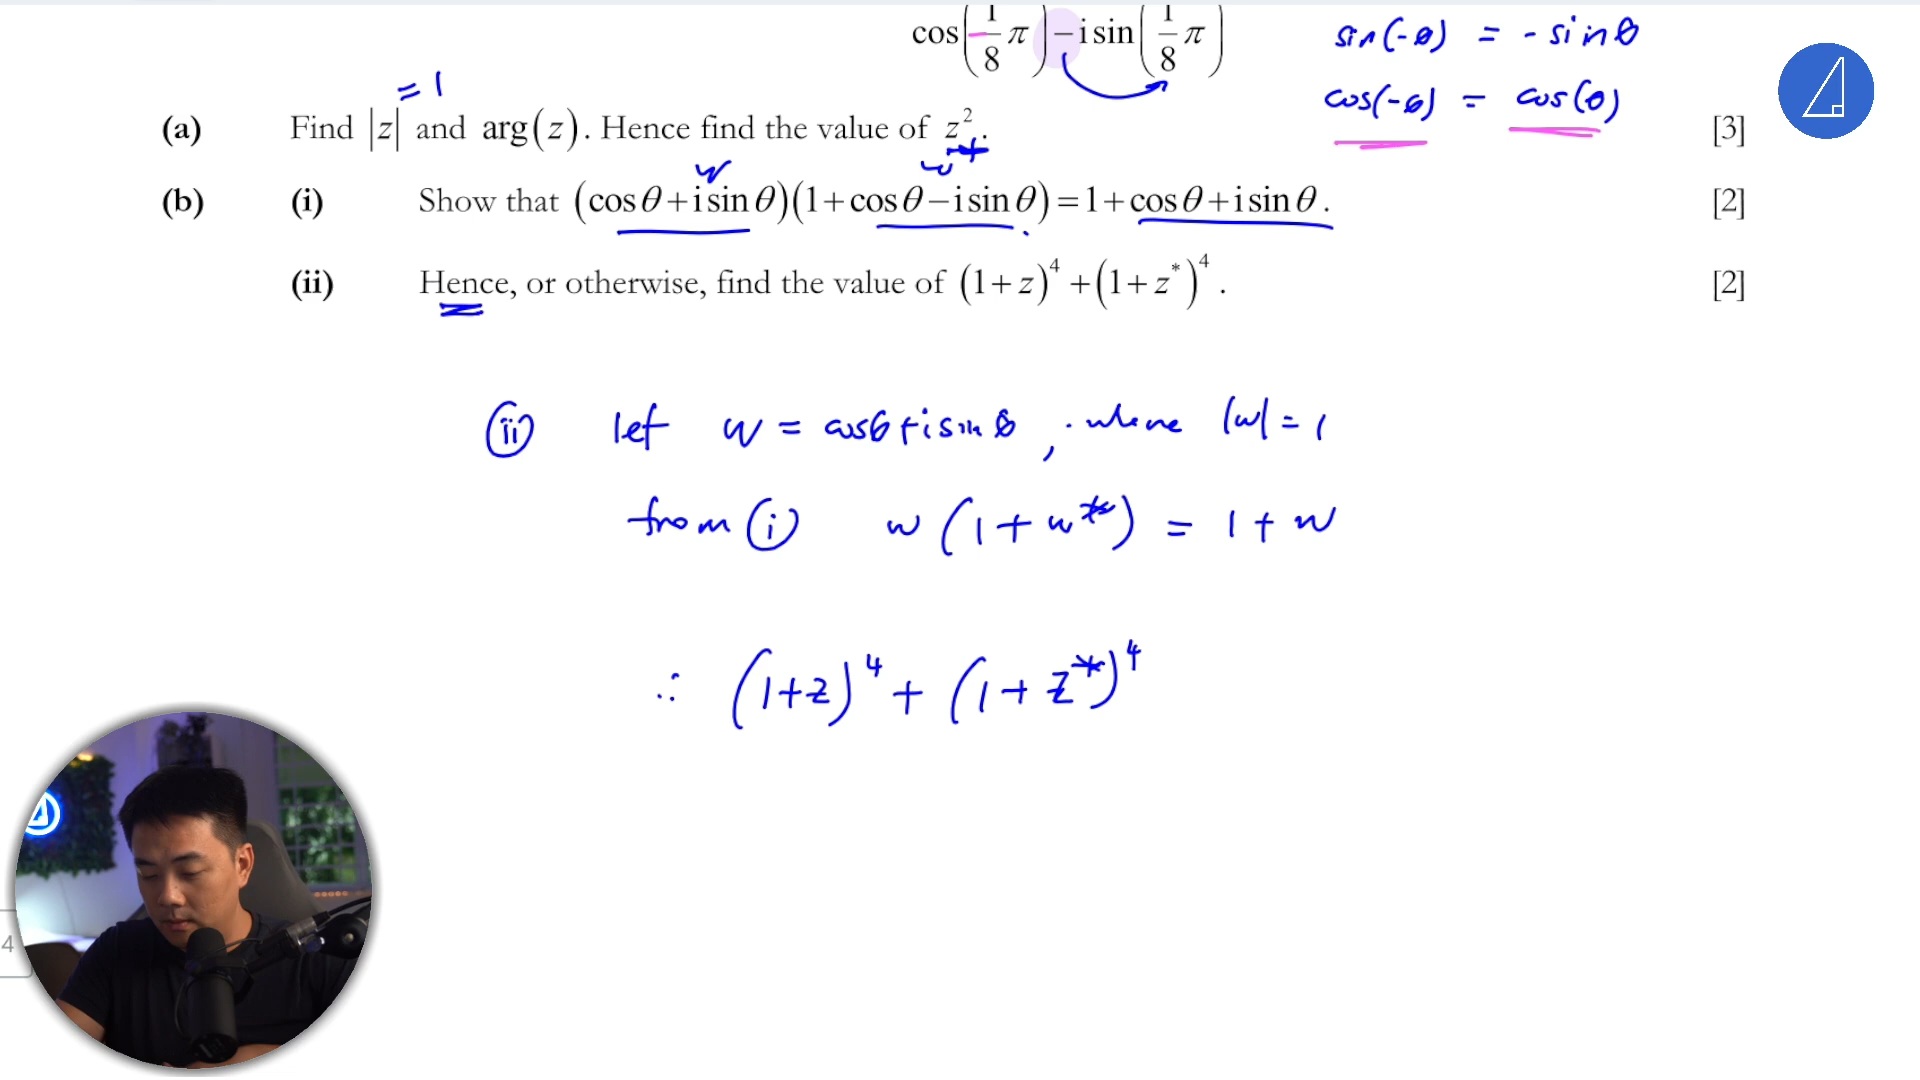 cos(-1/8 π) - i sin(1/8 π)
sin(-θ) = - sin θ
cos(-θ) = cos(θ)
= 1
(a) Find |z| and arg(z). Hence find the value of z². [3]
w w*
(b) (i) Show that (cos θ + i sin θ)(1 + cos θ − i sin θ) = 1 + cos θ + i sin θ. [2]
(ii) Hence, or otherwise, find the value of (1 + z)⁴ + (1 + z*)⁴. [2]
(ii) let w = cos θ + i sin θ, where |w| = 1
from (i) w(1 + w*) = 1 + w
∴ (1+z)⁴ + (1 + z*)⁴
4